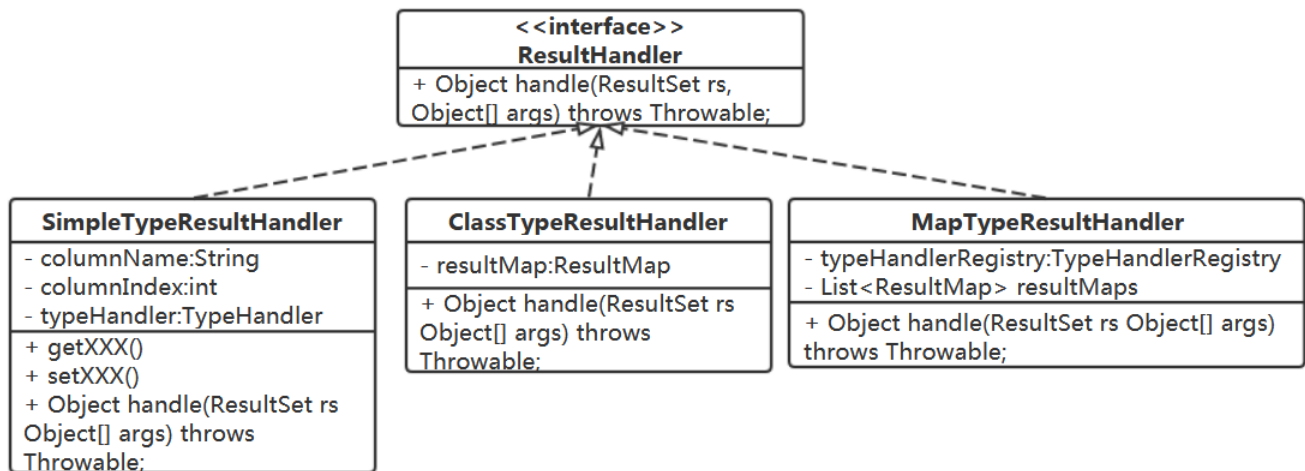 <<interface>>
ResultHandler
+ Object handle(ResultSet rs,
Object[] args) throws Throwable;
SimpleTypeResultHandler
- columnName:String
- columnIndex:int
- typeHandler:TypeHandler
+ getXXX()
+ setXXX()
+ Object handle(ResultSet rs
Object[] args) throws
Throwable;
ClassTypeResultHandler
- resultMap:ResultMap
+ Object handle(ResultSet rs
Object[] args) throws
Throwable;
MapTypeResultHandler
- typeHandlerRegistry:TypeHandlerRegistry
- List<ResultMap> resultMaps
+ Object handle(ResultSet rs Object[] args)
throws Throwable;